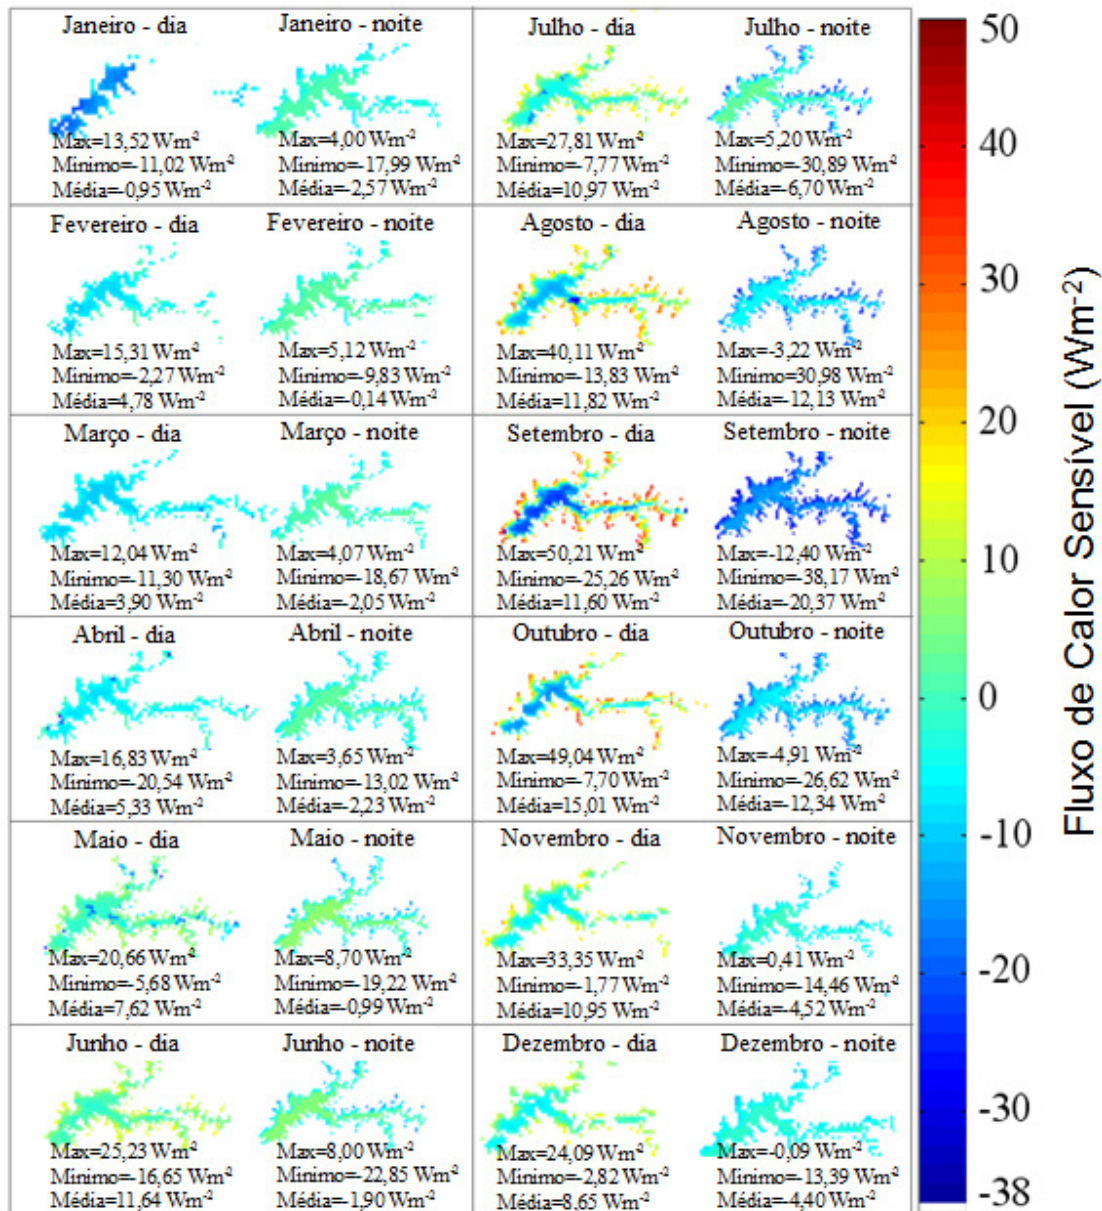 Janeiro - dia
Max=13,52 Wm⁻²
Minimo=-11,02 Wm⁻²
Média=-0,95 Wm⁻²
Janeiro - noite
Max=4,00 Wm⁻²
Minimo=-17,99 Wm⁻²
Média=-2,57 Wm⁻²
Julho - dia
Max=27,81 Wm⁻²
Minimo=-7,77 Wm⁻²
Média=10,97 Wm⁻²
Julho - noite
Max=5,20 Wm⁻²
Minimo=-30,89 Wm⁻²
Média=-6,70 Wm⁻²
Fevereiro - dia
Max=15,31 Wm⁻²
Minimo=-2,27 Wm⁻²
Média=4,78 Wm⁻²
Fevereiro - noite
Max=5,12 Wm⁻²
Minimo=-9,83 Wm⁻²
Média=-0,14 Wm⁻²
Agosto - dia
Max=40,11 Wm⁻²
Minimo=-13,83 Wm⁻²
Média=11,82 Wm⁻²
Agosto - noite
Max=-3,22 Wm⁻²
Minimo=30,98 Wm⁻²
Média=-12,13 Wm⁻²
Março - dia
Max=12,04 Wm⁻²
Minimo=-11,30 Wm⁻²
Média=3,90 Wm⁻²
Março - noite
Max=4,07 Wm⁻²
Minimo=-18,67 Wm⁻²
Média=-2,05 Wm⁻²
Setembro - dia
Max=50,21 Wm⁻²
Minimo=-25,26 Wm⁻²
Média=11,60 Wm⁻²
Setembro - noite
Max=-12,40 Wm⁻²
Minimo=-38,17 Wm⁻²
Média=-20,37 Wm⁻²
Abril - dia
Max=16,83 Wm⁻²
Minimo=-20,54 Wm⁻²
Média=5,33 Wm⁻²
Abril - noite
Max=3,65 Wm⁻²
Minimo=-13,02 Wm⁻²
Média=-2,23 Wm⁻²
Outubro - dia
Max=49,04 Wm⁻²
Minimo=-7,70 Wm⁻²
Média=15,01 Wm⁻²
Outubro - noite
Max=-4,91 Wm⁻²
Minimo=-26,62 Wm⁻²
Média=-12,34 Wm⁻²
Maio - dia
Max=20,66 Wm⁻²
Minimo=-5,68 Wm⁻²
Média=7,62 Wm⁻²
Maio - noite
Max=8,70 Wm⁻²
Minimo=-19,22 Wm⁻²
Média=-0,99 Wm⁻²
Novembro - dia
Max=33,35 Wm⁻²
Minimo=-1,77 Wm⁻²
Média=10,95 Wm⁻²
Novembro - noite
Max=0,41 Wm⁻²
Minimo=-14,46 Wm⁻²
Média=-4,52 Wm⁻²
Junho - dia
Max=25,23 Wm⁻²
Minimo=-16,65 Wm⁻²
Média=11,64 Wm⁻²
Junho - noite
Max=8,00 Wm⁻²
Minimo=-22,85 Wm⁻²
Média=-1,90 Wm⁻²
Dezembro - dia
Max=24,09 Wm⁻²
Minimo=-2,82 Wm⁻²
Média=8,65 Wm⁻²
Dezembro - noite
Max=-0,09 Wm⁻²
Minimo=-13,39 Wm⁻²
Média=-4,40 Wm⁻²
50
40
30
20
10
0
-10
-20
-30
-38
Fluxo de Calor Sensível (Wm⁻²)